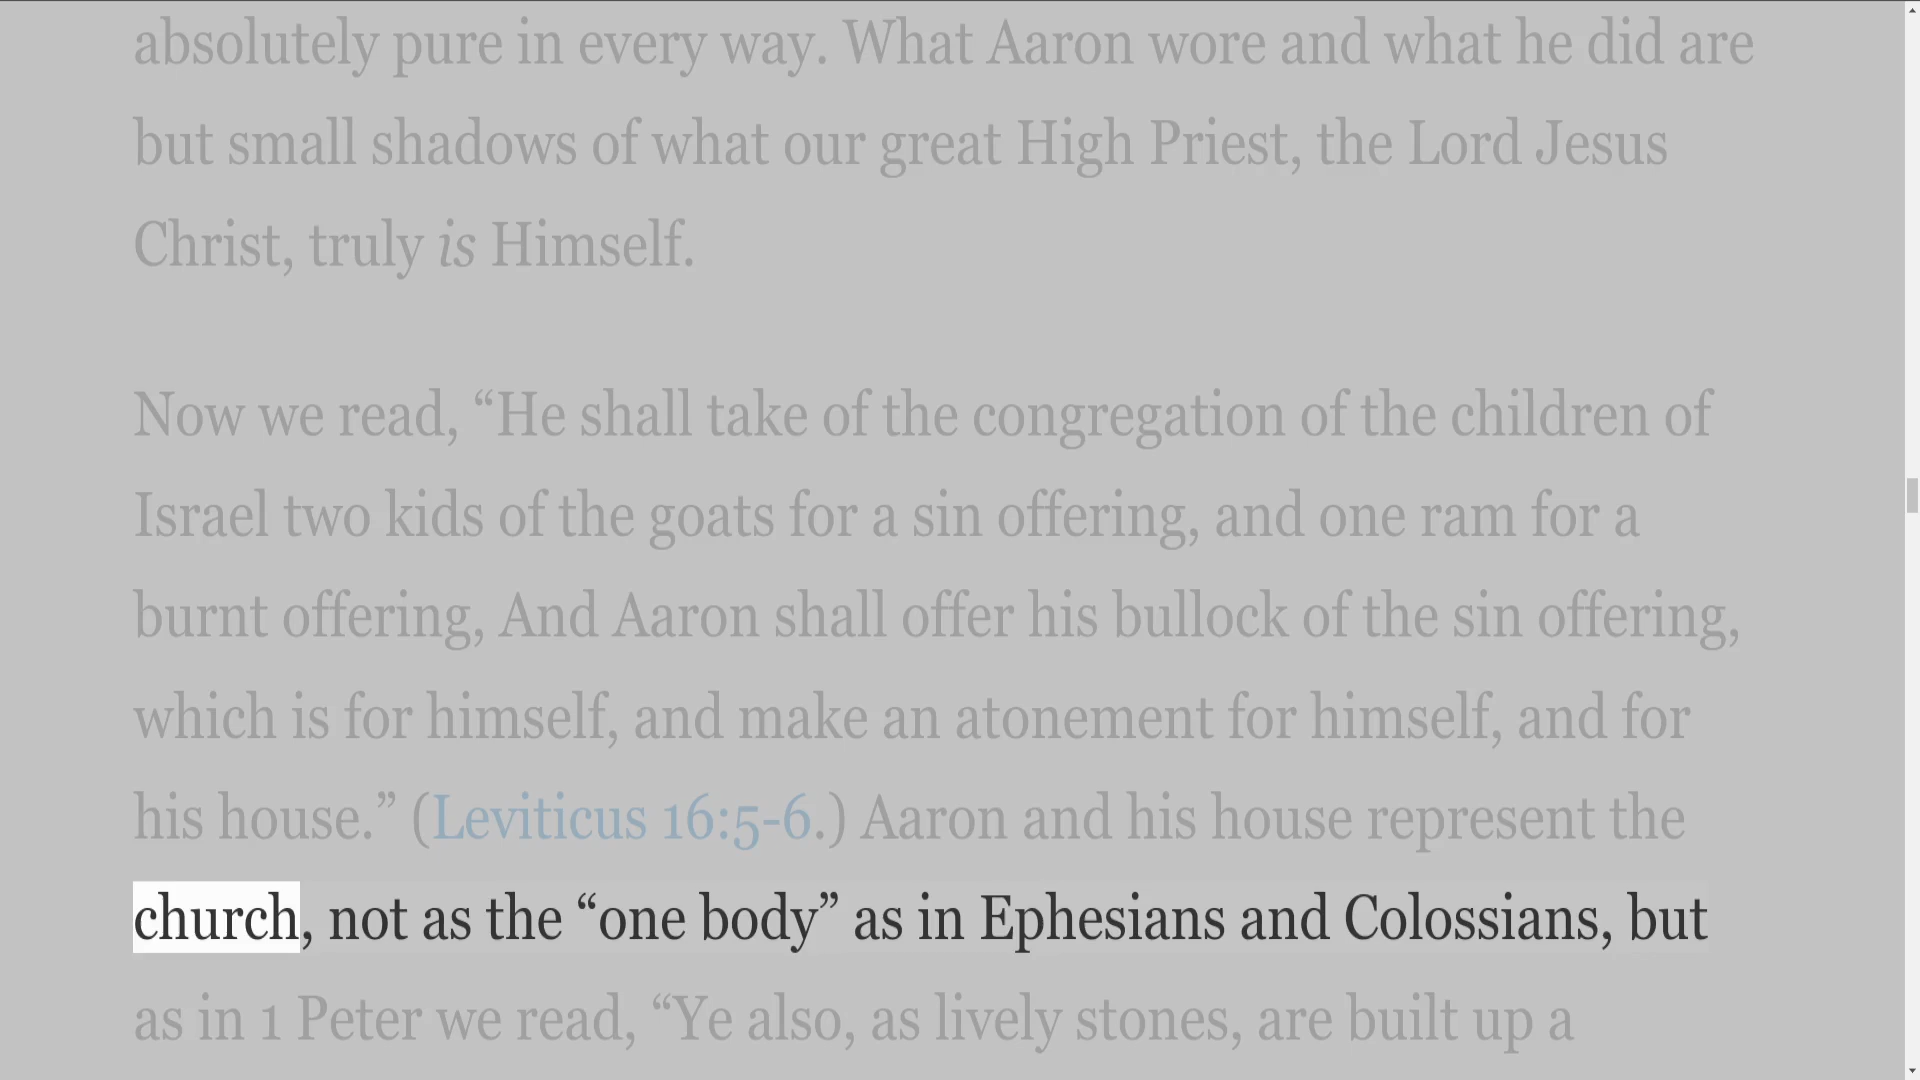 absolutely pure in every way. What Aaron wore and what he did are
but small shadows of what our great High Priest, the Lord Jesus
Christ, truly is Himself.
Now we read, “He shall take of the congregation of the children of
Israel two kids of the goats for a sin offering, and one ram for a
burnt offering, And Aaron shall offer his bullock of the sin offering,
which is for himself, and make an atonement for himself, and for
his house.” (Leviticus 16:5-6.) Aaron and his house represent the
church, not as the “one body” as in Ephesians and Colossians, but
as in 1 Peter we read, “Ye also, as lively stones, are built up a